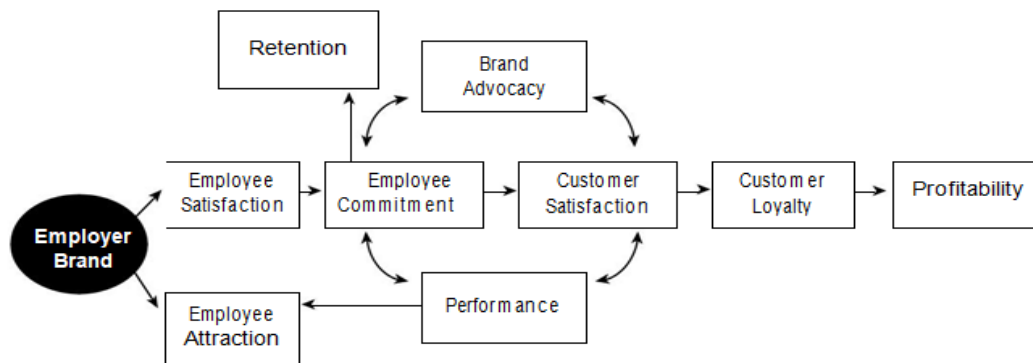 Retention
Brand
Advocacy
Employee
Satisfaction
Employee
Commitment
Customer
Satisfaction
Customer
Loyalty
Profitability
Employer
Brand
Employee
Attraction
Performance